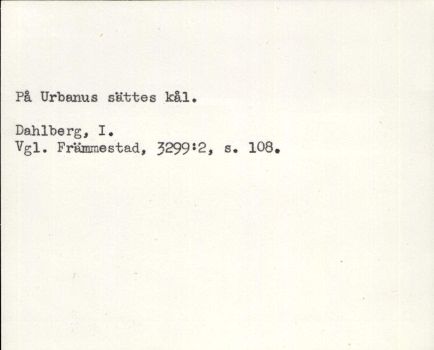 På Urbanus sättes kål.
Dahlberg, I.
Vgl. Främmestad, 3299:2, s. 108.